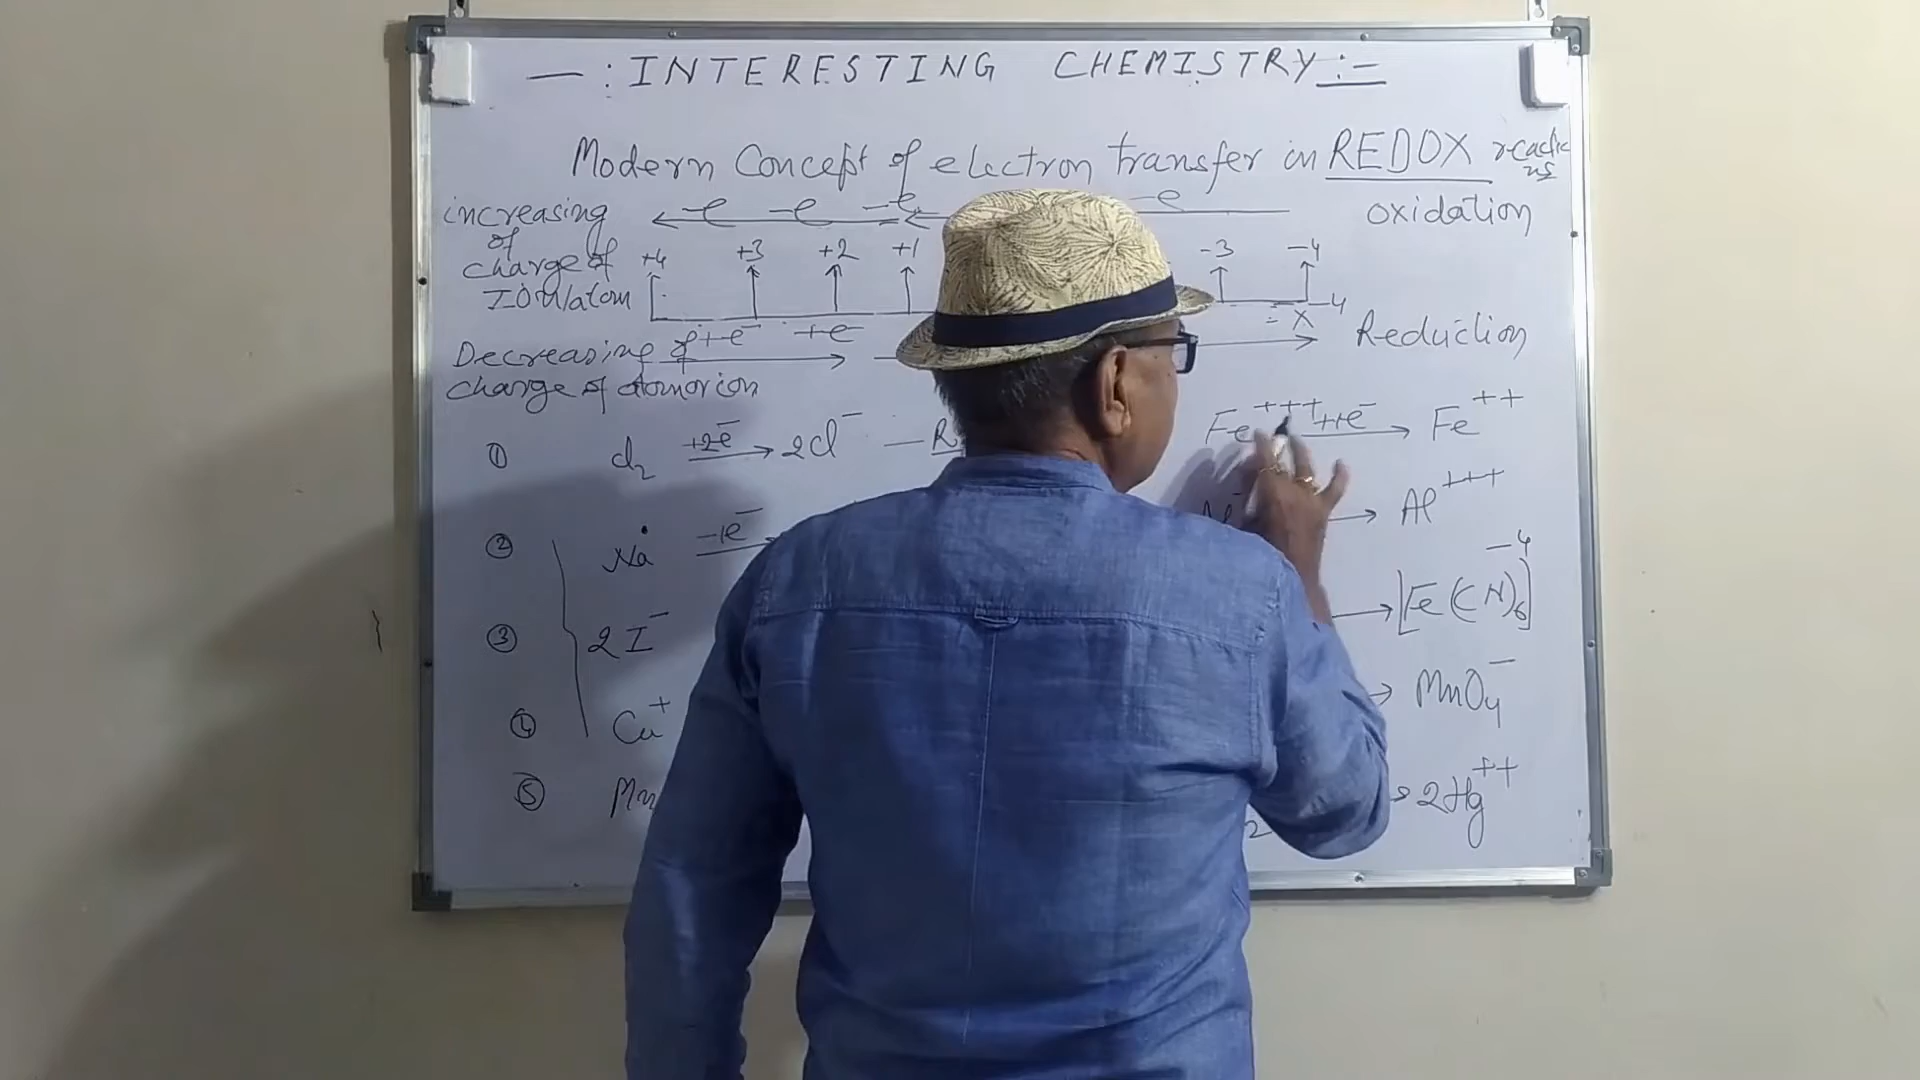 — : INTERESTING CHEMISTRY : —
Modern Concept of electron transfer in REDOX reactions
increasing of charge of ION/atom
-e -e -e -e
oxidation
+4 +3 +2 +1 -3 -4
-4
X
+e⁻ +e
Reduction
Decreasing of charge of atom or ion
① Cl₂ +2e⁻ → 2Cl⁻ — R
Fe⁺⁺⁺ +1e⁻ → Fe⁺⁺
② Na -1e⁻
→ Al⁺⁺⁺
③ 2I⁻
→ [Fe(CN)₆]⁻⁴
④ Cu⁺
→ MnO₄⁻
⑤ Mn
2Hg⁺⁺